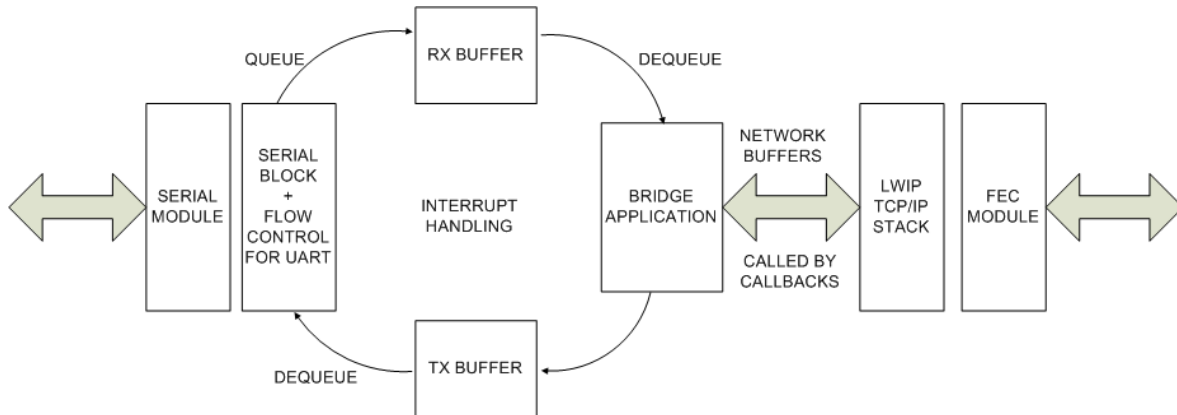 RX BUFFER
QUEUE
DEQUEUE
SERIAL
MODULE
SERIAL
BLOCK
+
FLOW
CONTROL
FOR UART
INTERRUPT
HANDLING
BRIDGE
APPLICATION
NETWORK
BUFFERS
CALLED BY
CALLBACKS
LWIP
TCP/IP
STACK
FEC
MODULE
DEQUEUE
TX BUFFER